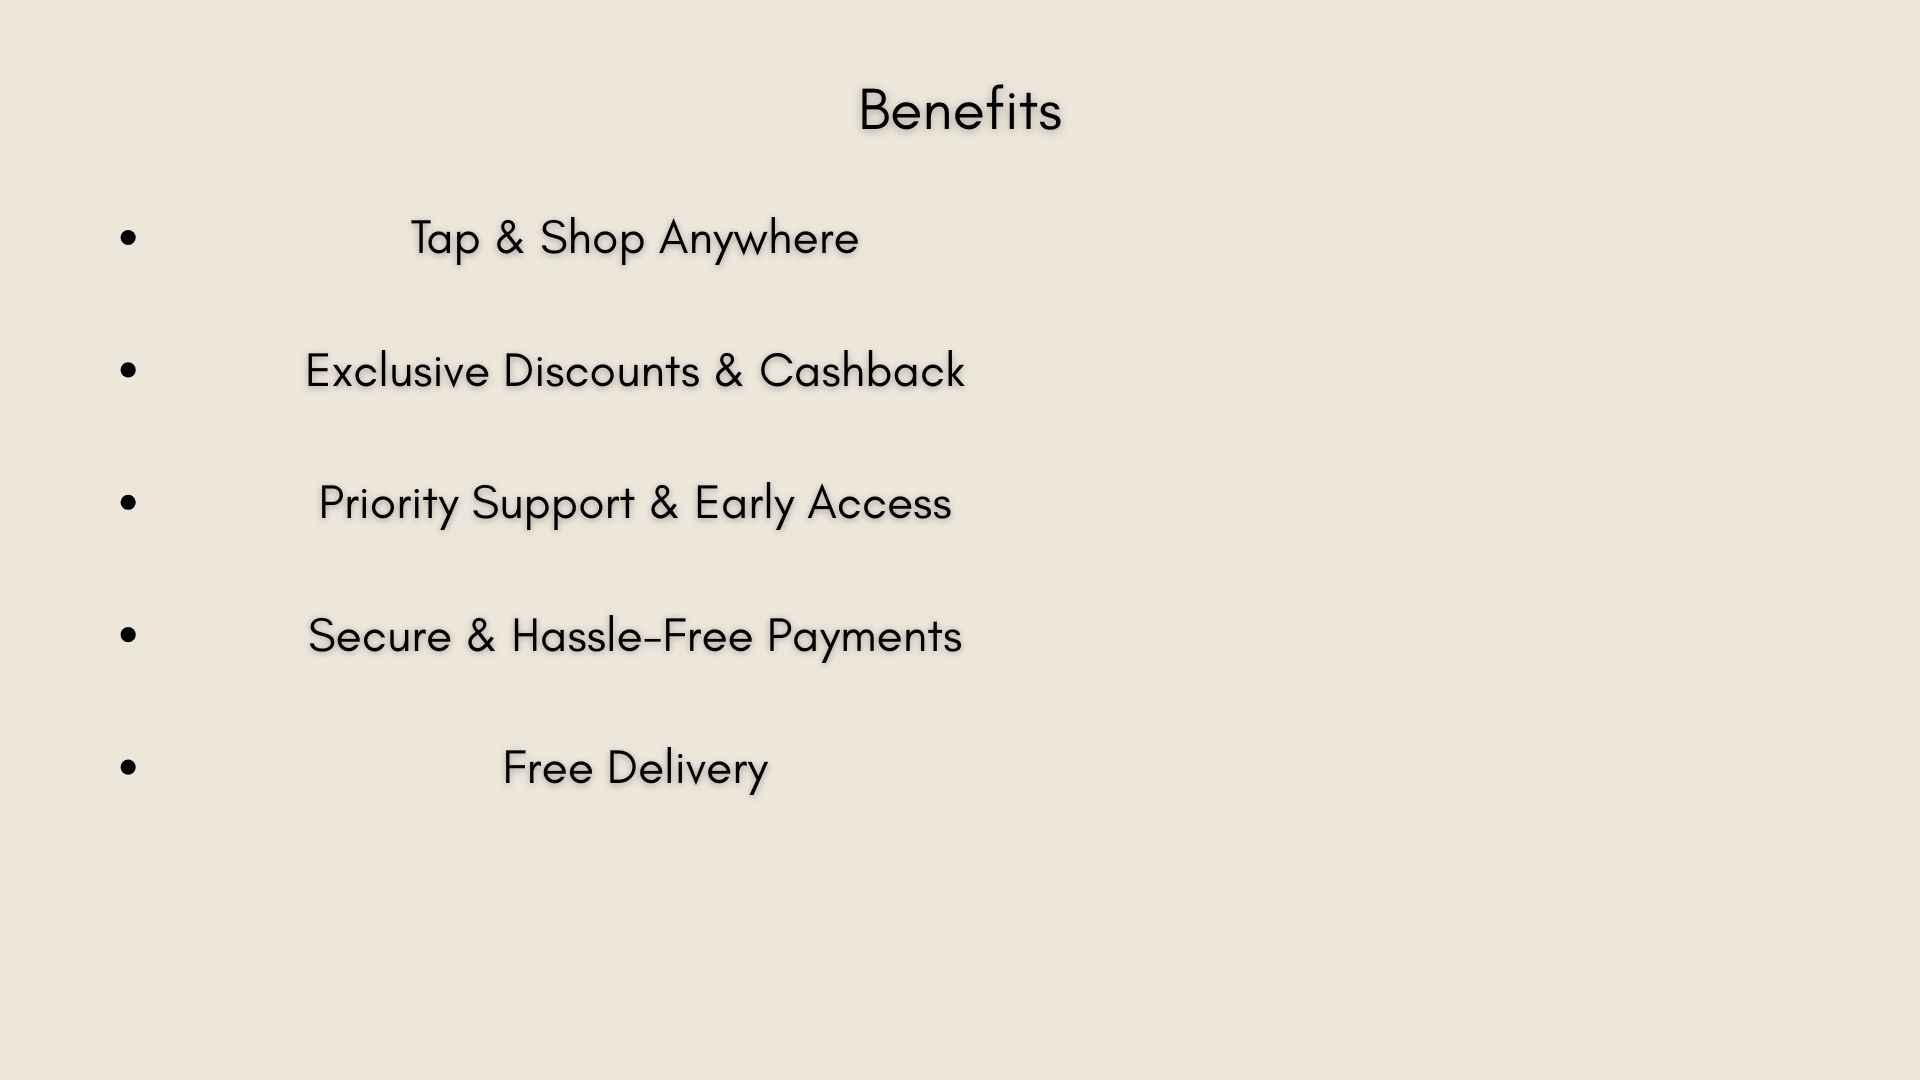 Benefits
• Tap & Shop Anywhere
• Exclusive Discounts & Cashback
• Priority Support & Early Access
• Secure & Hassle-Free Payments
• Free Delivery